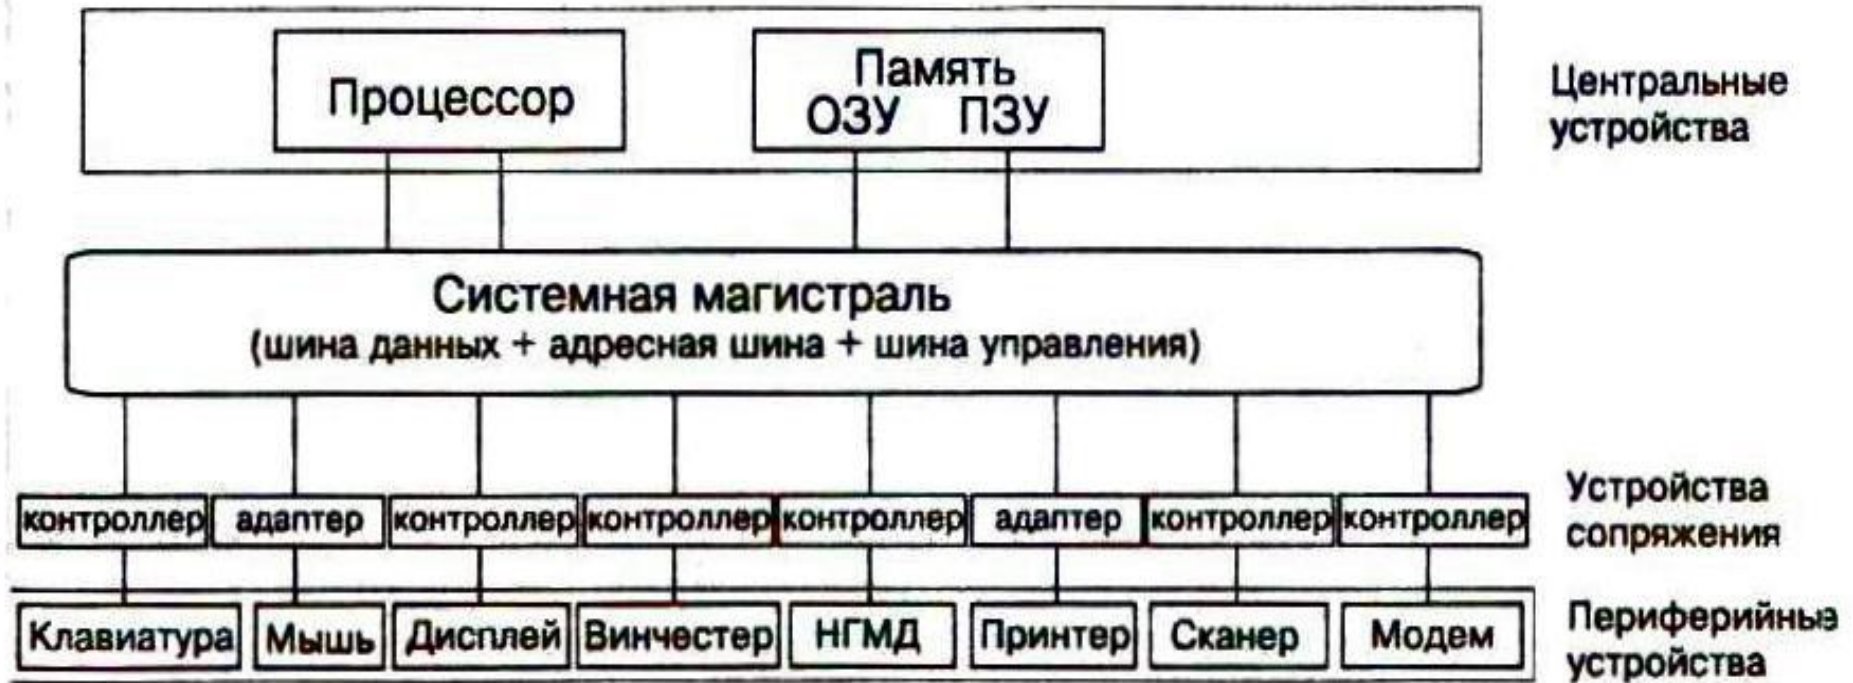 Процессор
Память
ОЗУ ПЗУ
Центральные
устройства
Системная магистраль
(шина данных + адресная шина + шина управления)
контроллер адаптер контроллер контроллер контроллер адаптер контроллер контроллер
Устройства
сопряжения
Клавиатура Мышь Дисплей Винчестер НГМД Принтер Сканер Модем
Периферийные
устройства